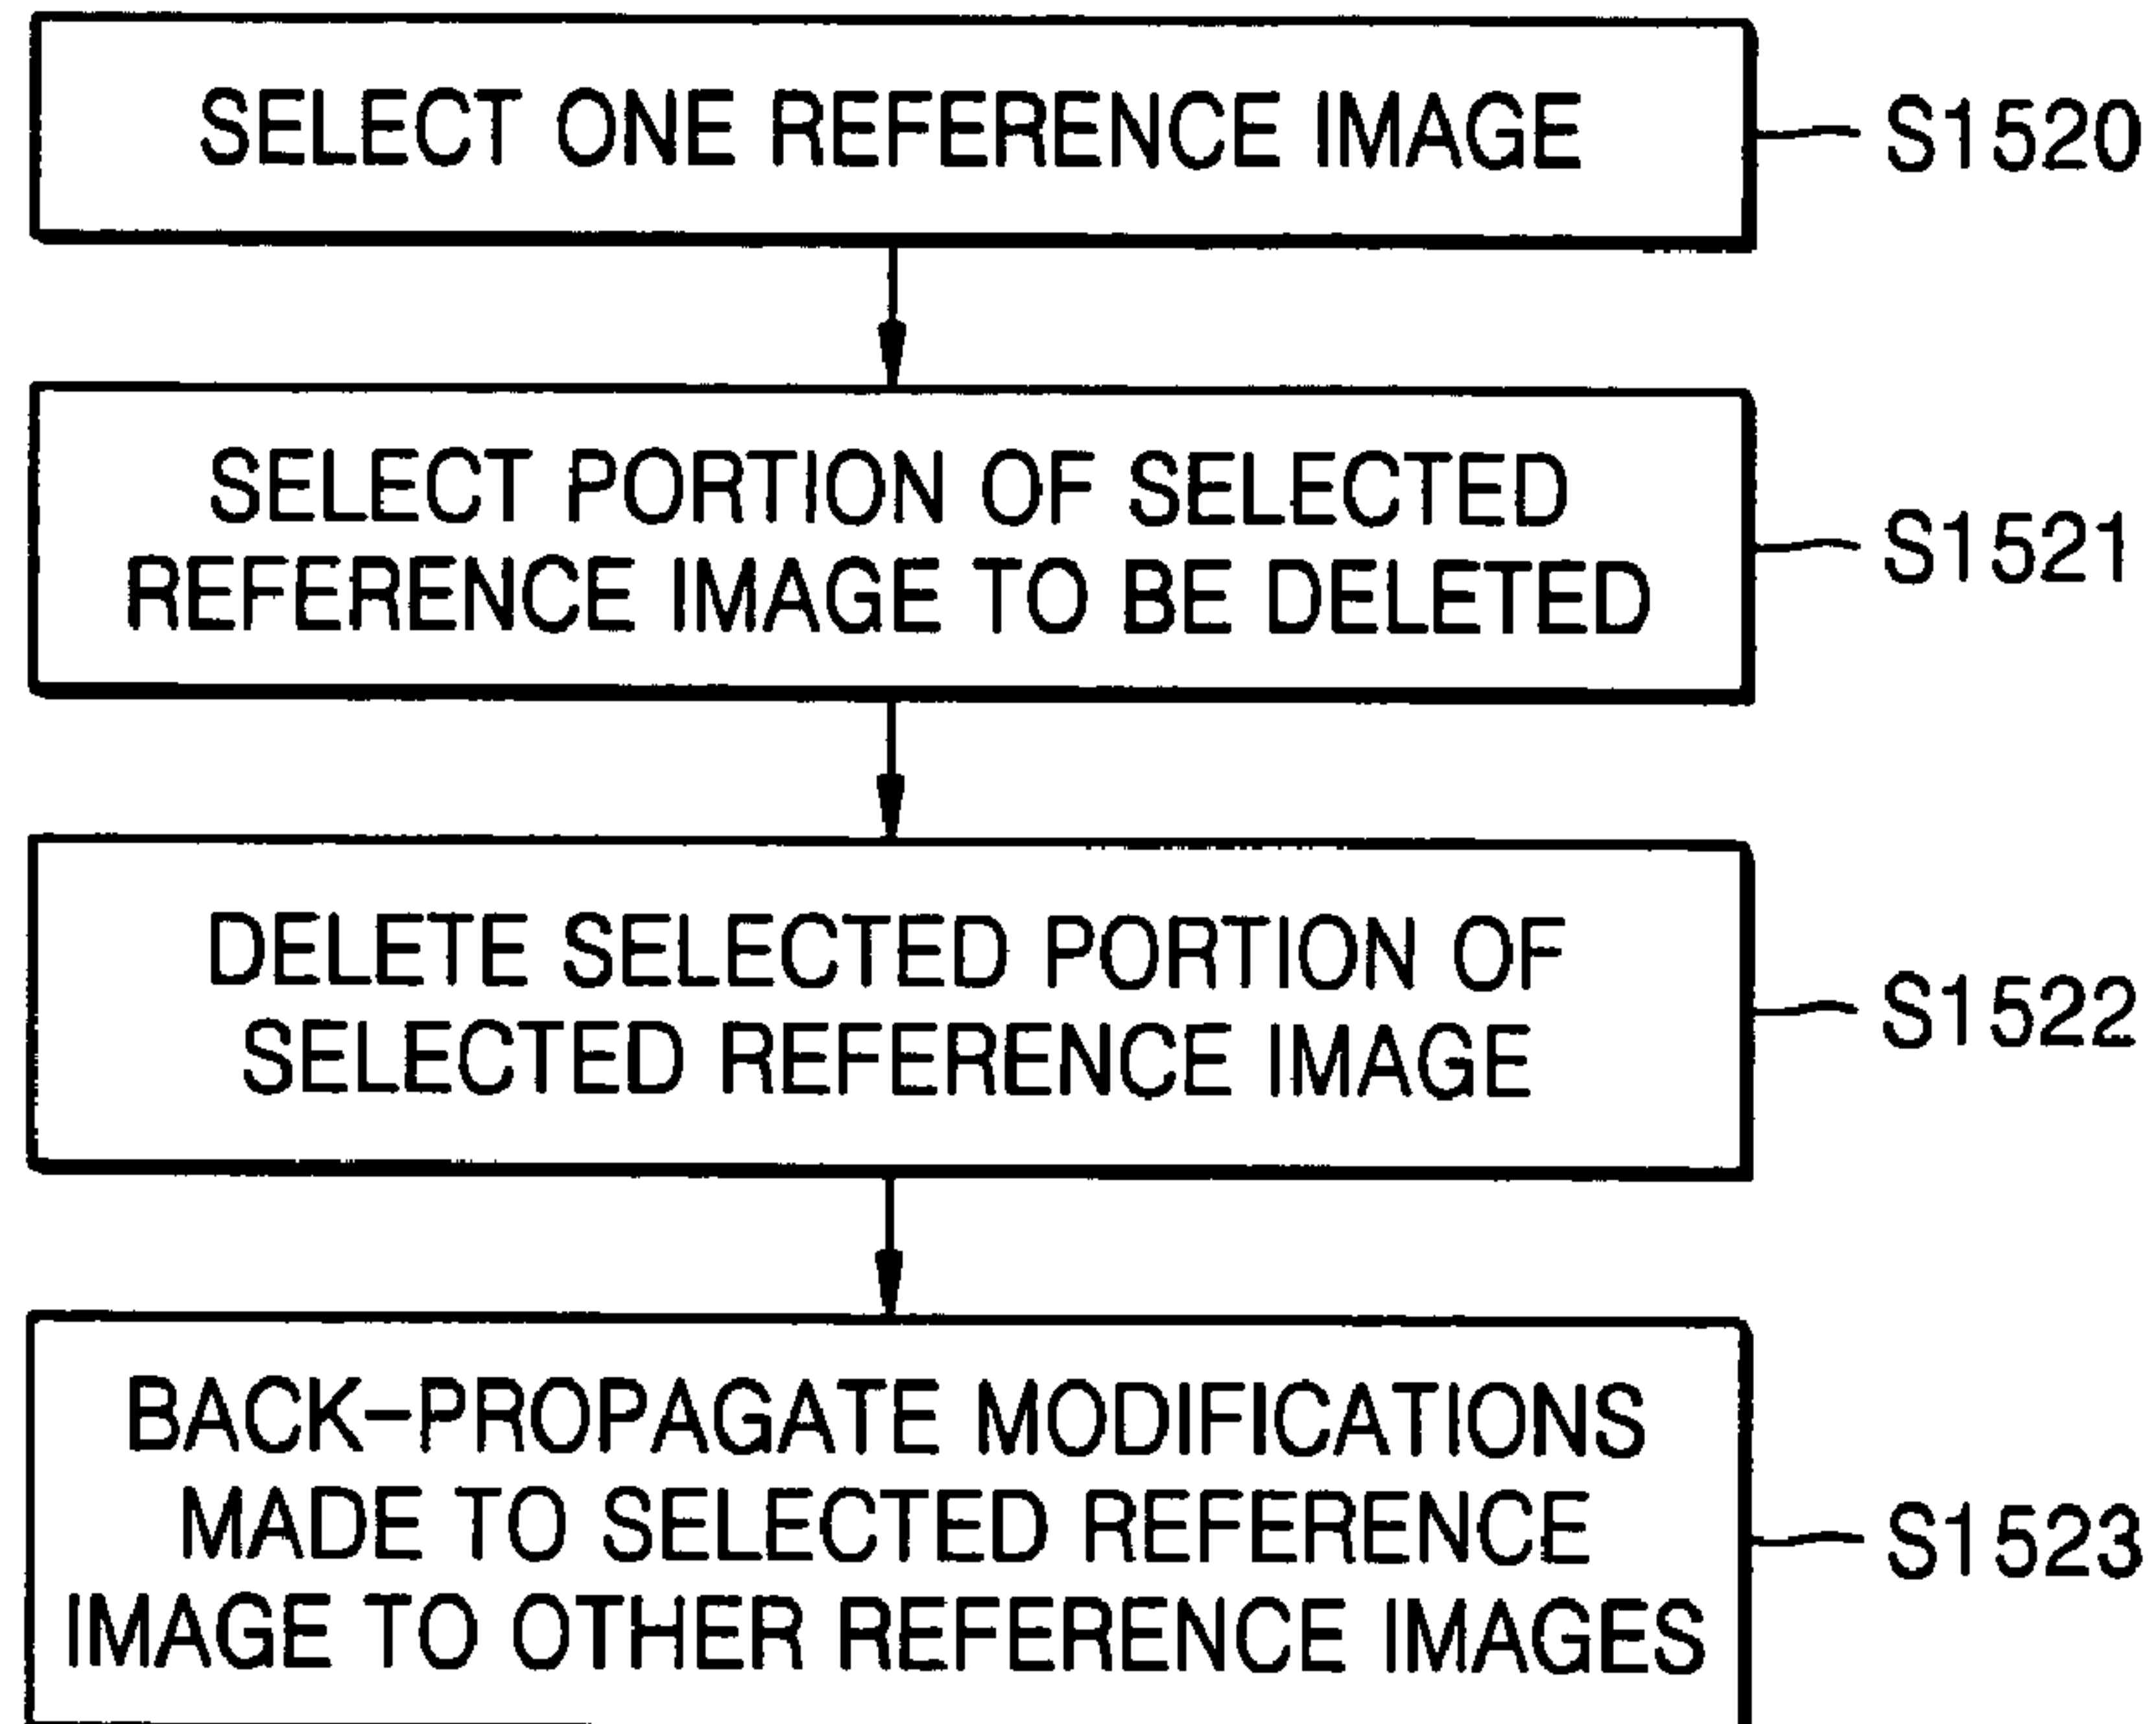 SELECT ONE REFERENCE IMAGE
S1520
SELECT PORTION OF SELECTED
REFERENCE IMAGE TO BE DELETED
S1521
DELETE SELECTED PORTION OF
SELECTED REFERENCE IMAGE
S1522
BACK-PROPAGATE MODIFICATIONS
MADE TO SELECTED REFERENCE
IMAGE TO OTHER REFERENCE IMAGES
S1523